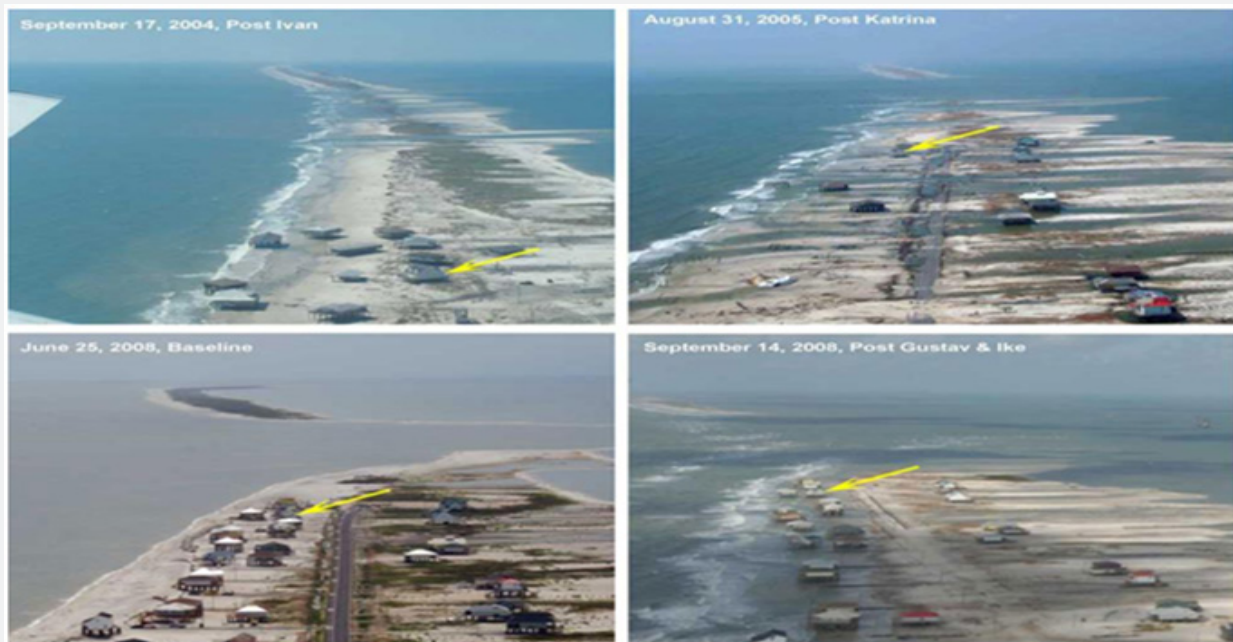 September 17, 2004, Post Ivan
August 31, 2005, Post Katrina
June 25, 2008, Baseline
September 14, 2008, Post Gustav & Ike